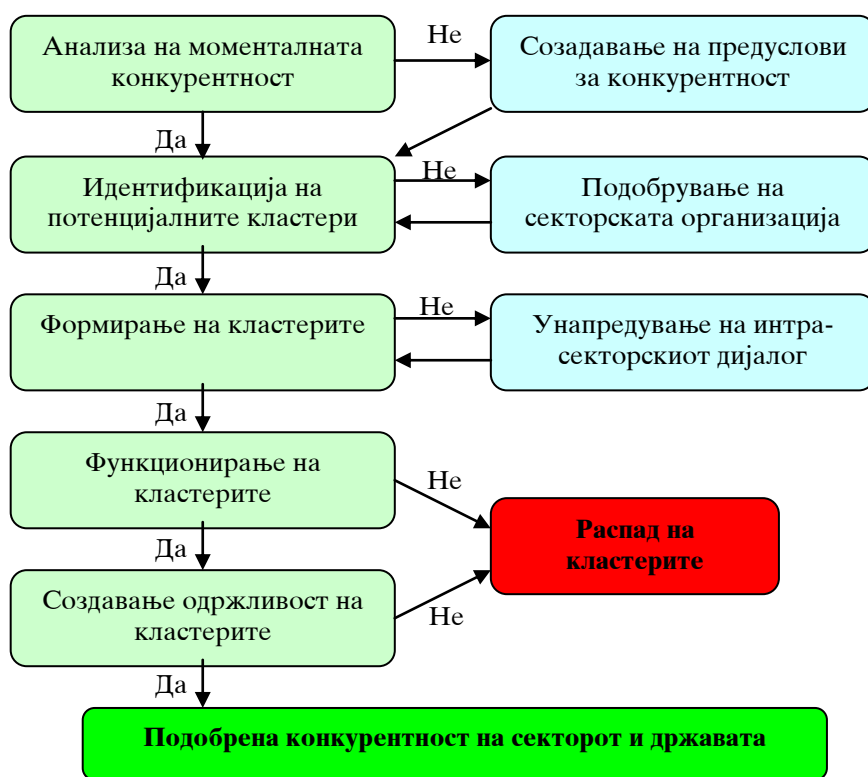 Анализа на моменталната
конкурентност
Не
Созадавање на предуслови
за конкурентност
Да
Идентификација на
потенцијалните кластери
Не
Подобрување на
секторската организација
Да
Формирање на кластерите
Не
Унапредување на интра-
секторскиот дијалог
Да
Функционирање на
кластерите
Не
Распад на
кластерите
Да
Создавање одржливост на
кластерите
Не
Да
Подобрена конкурентност на секторот и државата